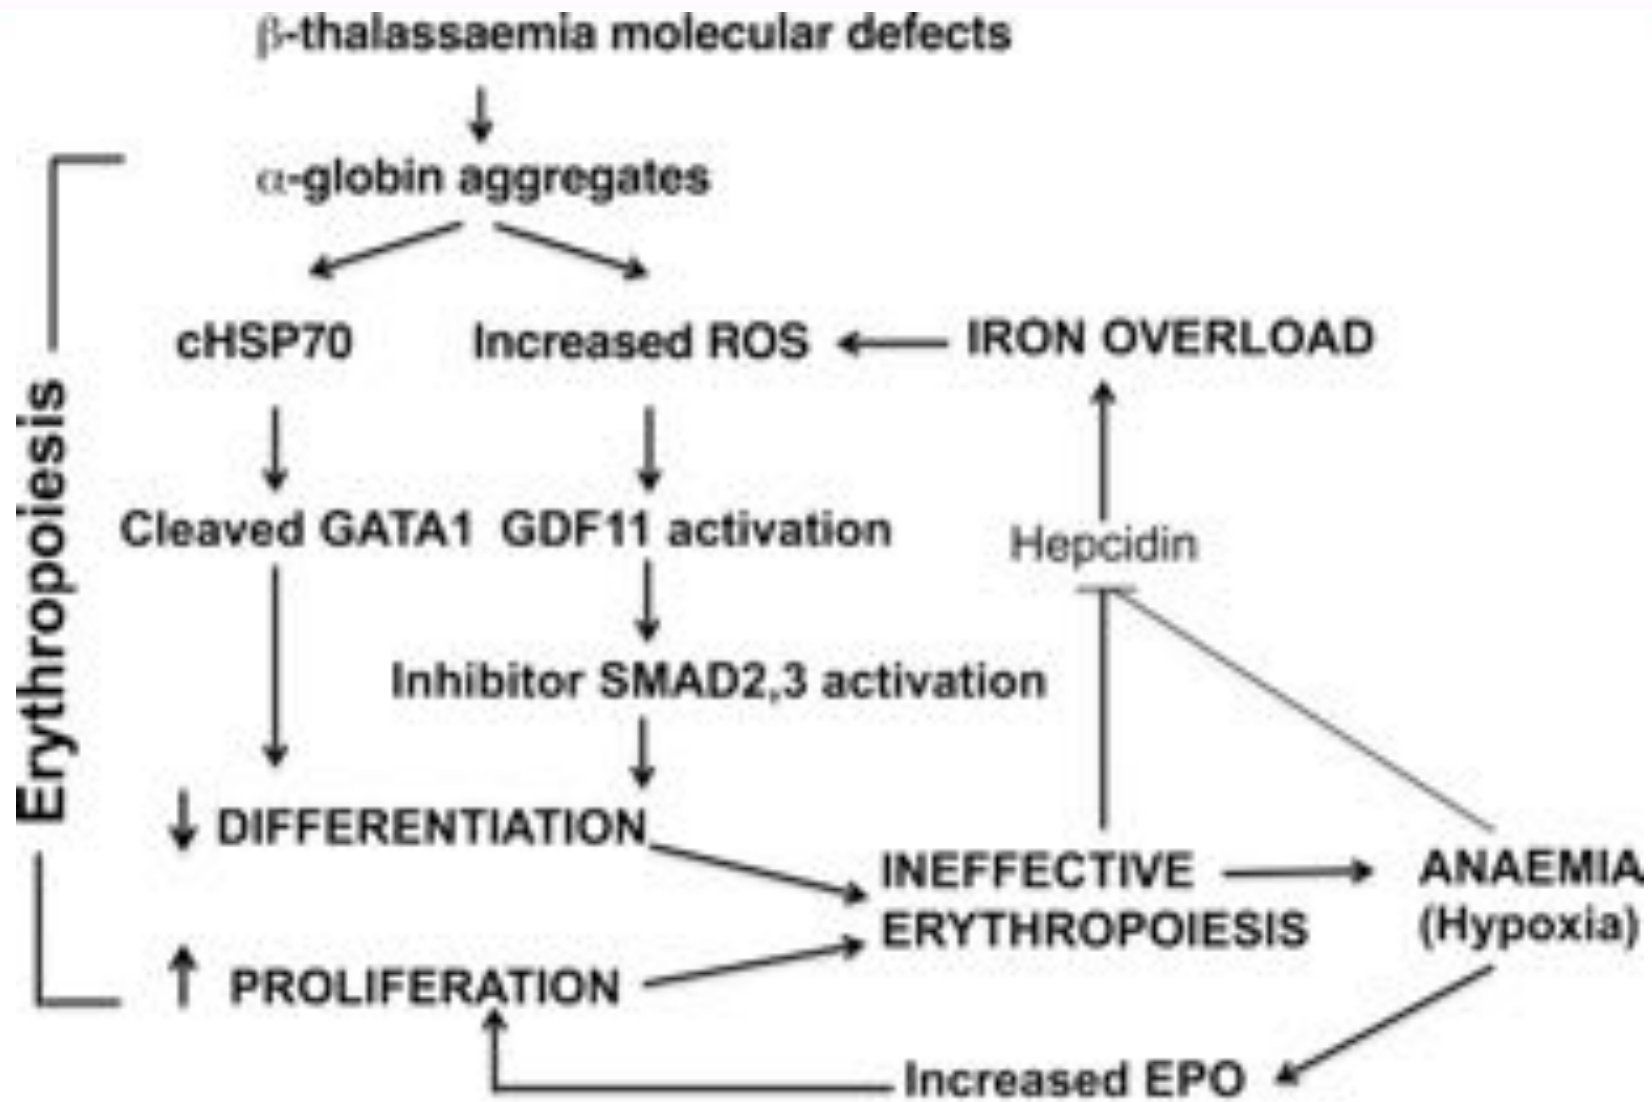 β-thalassaemia molecular defects
α-globin aggregates
cHSP70
Increased ROS
IRON OVERLOAD
Erythropoiesis
Cleaved GATA1
GDF11 activation
Hepcidin
Inhibitor SMAD2,3 activation
DIFFERENTIATION
INEFFECTIVE
ERYTHROPOIESIS
ANAEMIA
(Hypoxia)
PROLIFERATION
Increased EPO